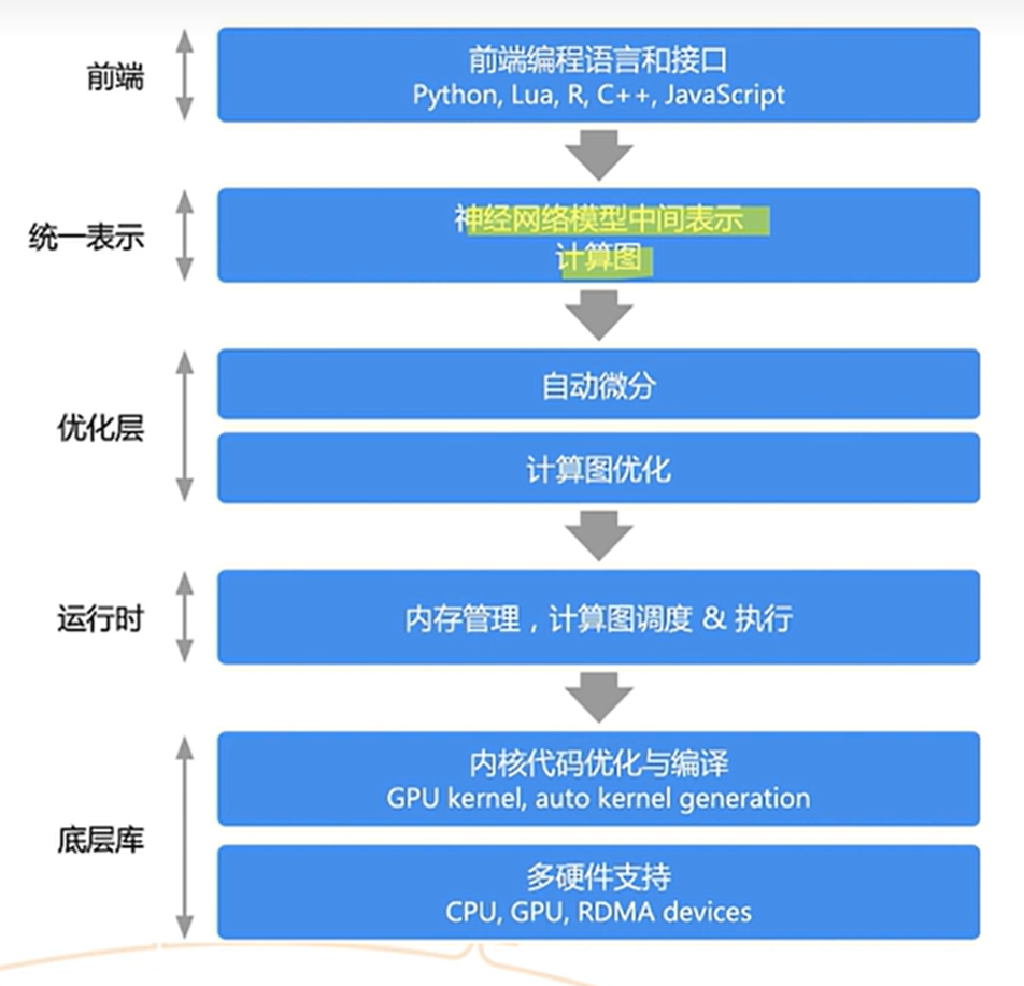 前端
前端编程语言和接口
Python, Lua, R, C++, JavaScript
统一表示
神经网络模型中间表示
计算图
优化层
自动微分
计算图优化
运行时
内存管理，计算图调度 & 执行
底层库
内核代码优化与编译
GPU kernel, auto kernel generation
多硬件支持
CPU, GPU, RDMA devices